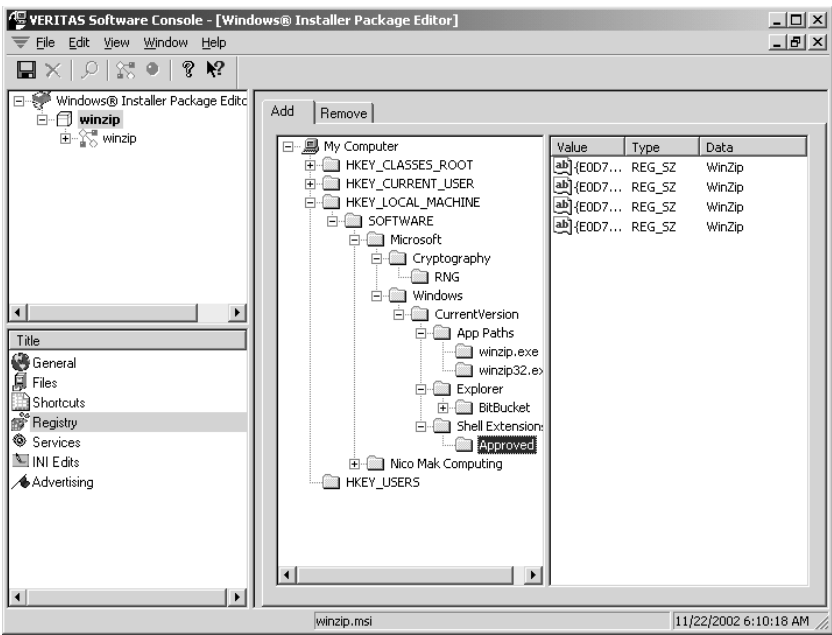 VERITAS Software Console - [Windows® Installer Package Editor]
File Edit View Window Help
Windows® Installer Package Editc
winzip
winzip
Title
General
Files
Shortcuts
Registry
Services
INI Edits
Advertising
Add Remove
My Computer
HKEY_CLASSES_ROOT
HKEY_CURRENT_USER
HKEY_LOCAL_MACHINE
SOFTWARE
Microsoft
Cryptography
RNG
Windows
CurrentVersion
App Paths
winzip.exe
winzip32.ex
Explorer
BitBucket
Shell Extension:
Approved
Nico Mak Computing
HKEY_USERS
Value Type Data
ab {E0D7... REG_SZ WinZip
ab {E0D7... REG_SZ WinZip
ab {E0D7... REG_SZ WinZip
ab {E0D7... REG_SZ WinZip
winzip.msi 11/22/2002 6:10:18 AM